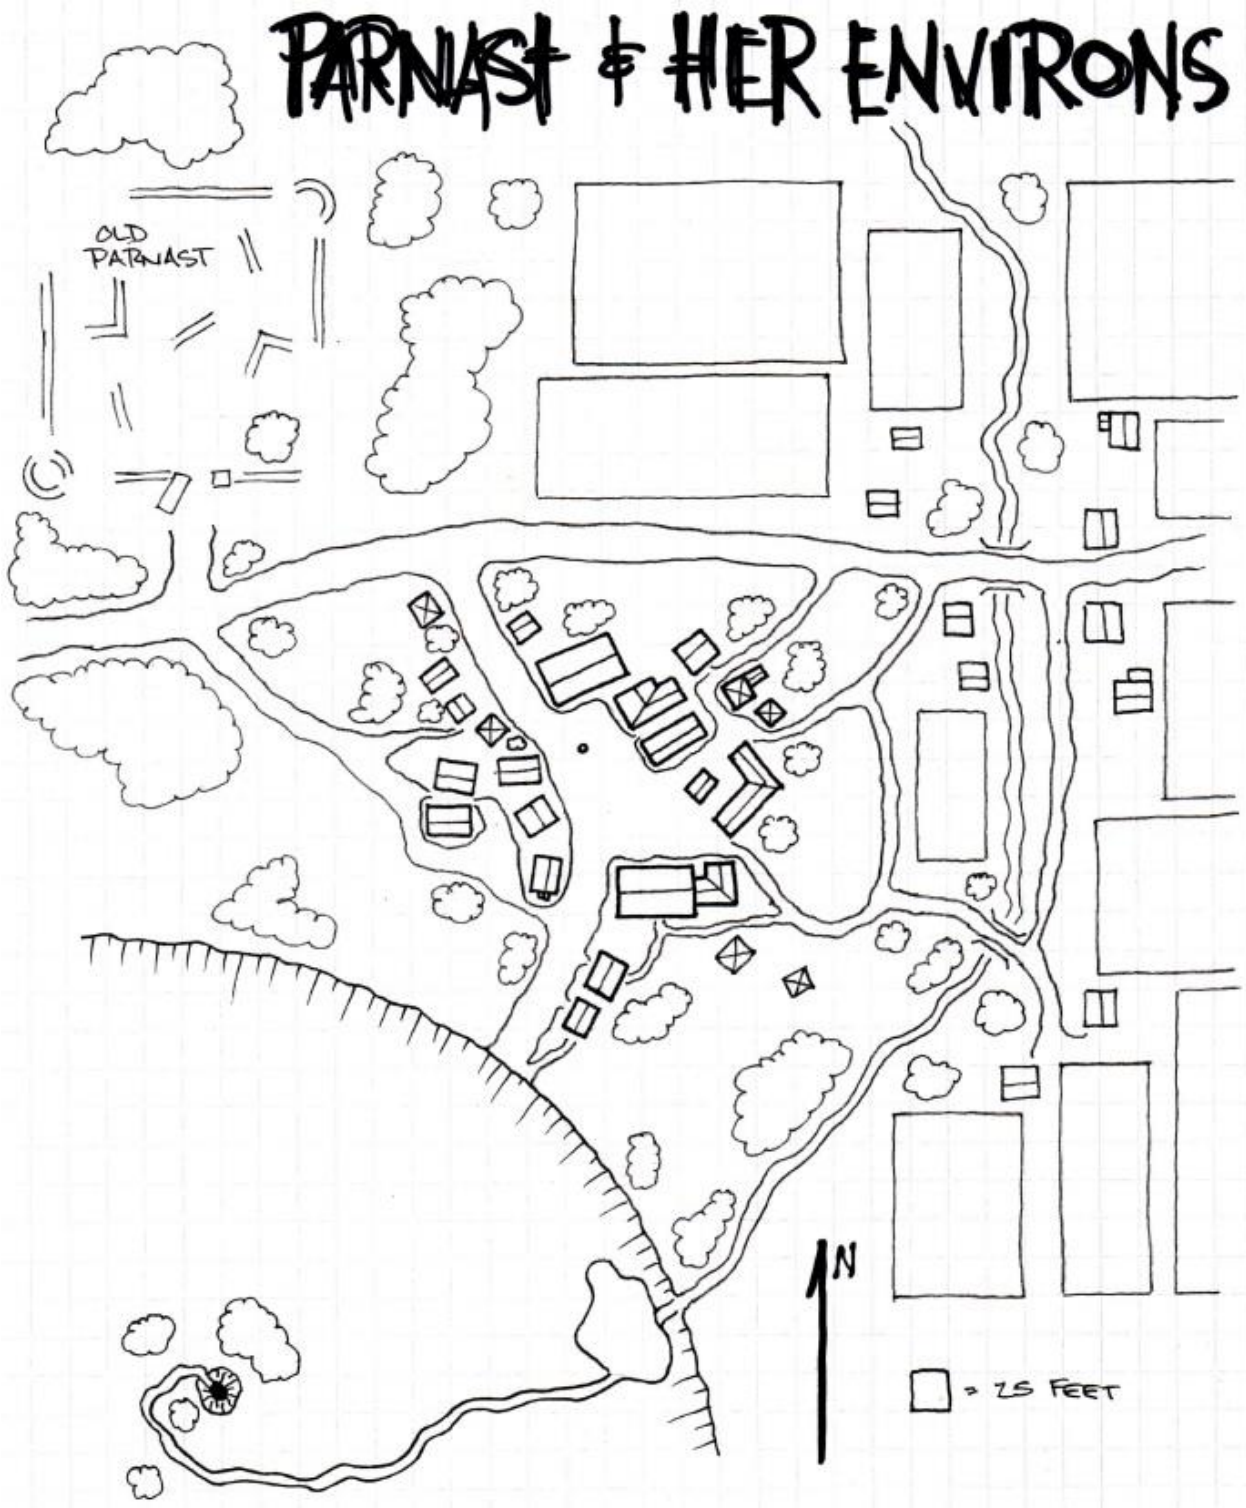 PARNAST & HER ENVIRONS
OLD
PARNAST
N
= 25 FEET